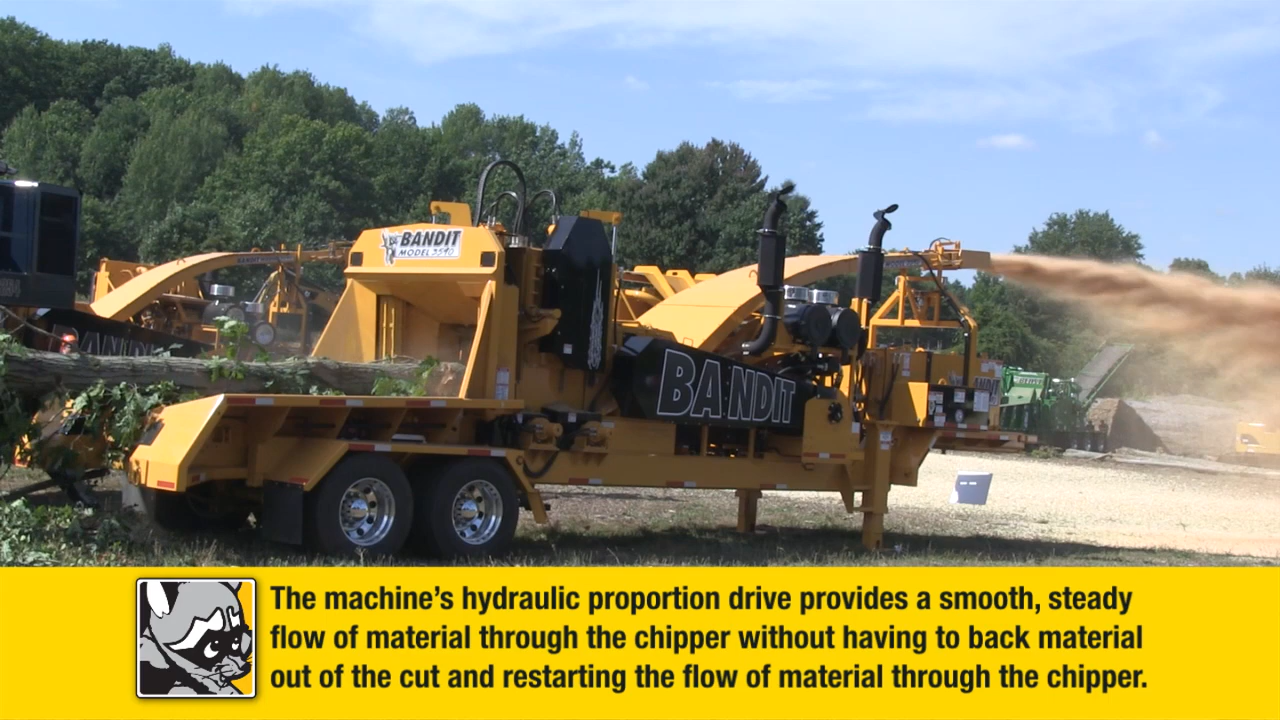 BANDIT
MODEL 3590
BANDIT
BANDIT
The machine's hydraulic proportion drive provides a smooth, steady
flow of material through the chipper without having to back material
out of the cut and restarting the flow of material through the chipper.